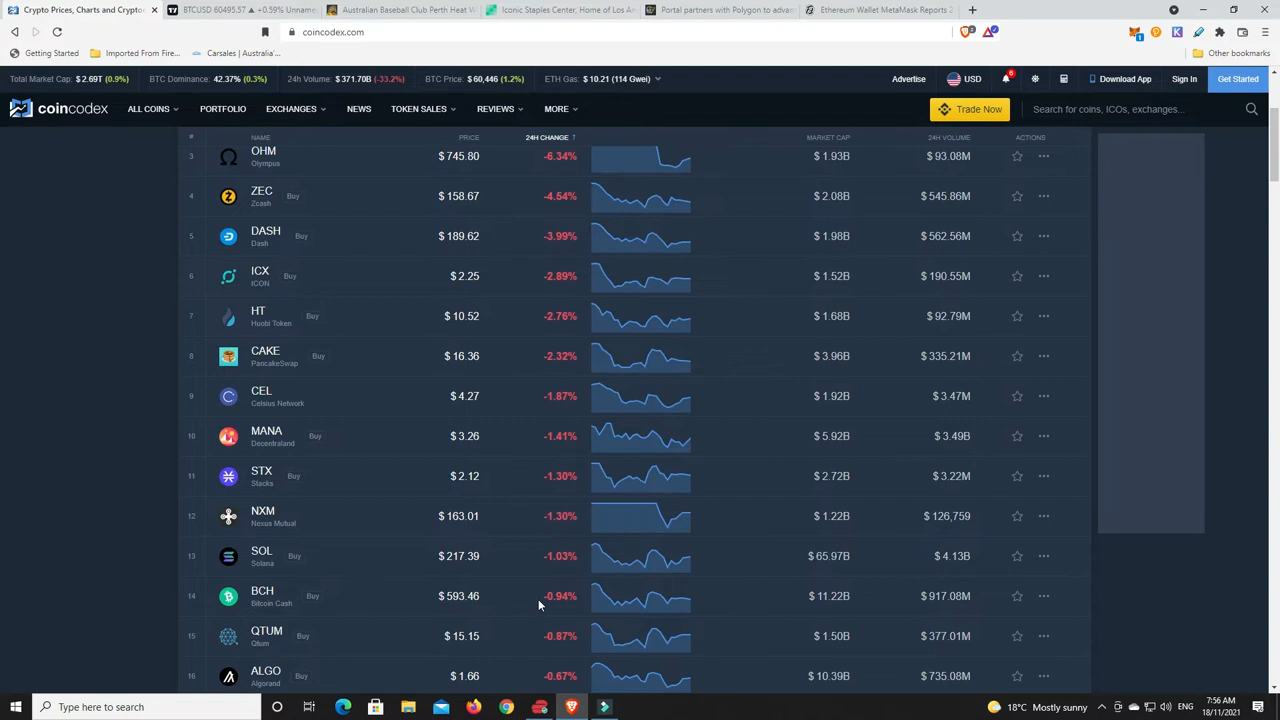 Crypto Prices, Charts and Cryptoc
BTCUSD 60495.57 ▲ +0.59% Unname
Australian Baseball Club Perth Heat W
Iconic Staples Center, Home of Los An
Portal partners with Polygon to advan
Ethereum Wallet MetaMask Reports 2
coincodex.com
Getting Started
Imported From Fire...
Carsales | Australia'...
Other bookmarks
Total Market Cap: $ 2.69T (0.9%)
BTC Dominance: 42.37% (0.3%)
24h Volume: $ 371.70B (-33.2%)
BTC Price: $ 60,446 (1.2%)
ETH Gas: $ 10.21 (114 Gwei)
Advertise
USD
6
Download App
Sign In
Get Started
coincodex
ALL COINS
PORTFOLIO
EXCHANGES
NEWS
TOKEN SALES
REVIEWS
MORE
Trade Now
Search for coins, ICOs, exchanges...
# NAME PRICE 24H CHANGE ↑ MARKET CAP 24H VOLUME ACTIONS
3 OHM $ 745.80 -6.34% $ 1.93B $ 93.08M
Olympus
4 ZEC Buy $ 158.67 -4.54% $ 2.08B $ 545.86M
Zcash
5 DASH Buy $ 189.62 -3.99% $ 1.98B $ 562.56M
Dash
6 ICX Buy $ 2.25 -2.89% $ 1.52B $ 190.55M
ICON
7 HT Buy $ 10.52 -2.76% $ 1.68B $ 92.79M
Huobi Token
8 CAKE Buy $ 16.36 -2.32% $ 3.96B $ 335.21M
PancakeSwap
9 CEL $ 4.27 -1.87% $ 1.92B $ 3.47M
Celsius Network
10 MANA Buy $ 3.26 -1.41% $ 5.92B $ 3.49B
Decentraland
11 STX Buy $ 2.12 -1.30% $ 2.72B $ 3.22M
Stacks
12 NXM $ 163.01 -1.30% $ 1.22B $ 126,759
Nexus Mutual
13 SOL Buy $ 217.39 -1.03% $ 65.97B $ 4.13B
Solana
14 BCH Buy $ 593.46 -0.94% $ 11.22B $ 917.08M
Bitcoin Cash
15 QTUM Buy $ 15.15 -0.87% $ 1.50B $ 377.01M
Qtum
16 ALGO Buy $ 1.66 -0.67% $ 10.39B $ 735.08M
Algorand
Type here to search
18°C Mostly sunny
ENG
7:56 AM
18/11/2021